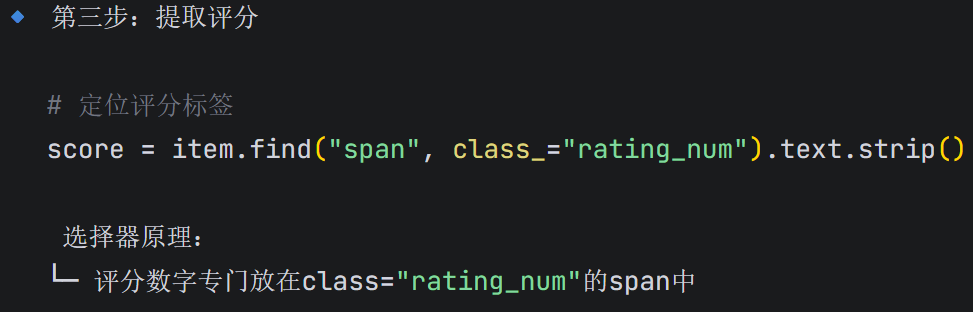 🔹 第三步：提取评分
# 定位评分标签
score = item.find("span", class_="rating_num").text.strip()
选择器原理：
└─ 评分数字专门放在class="rating_num"的span中